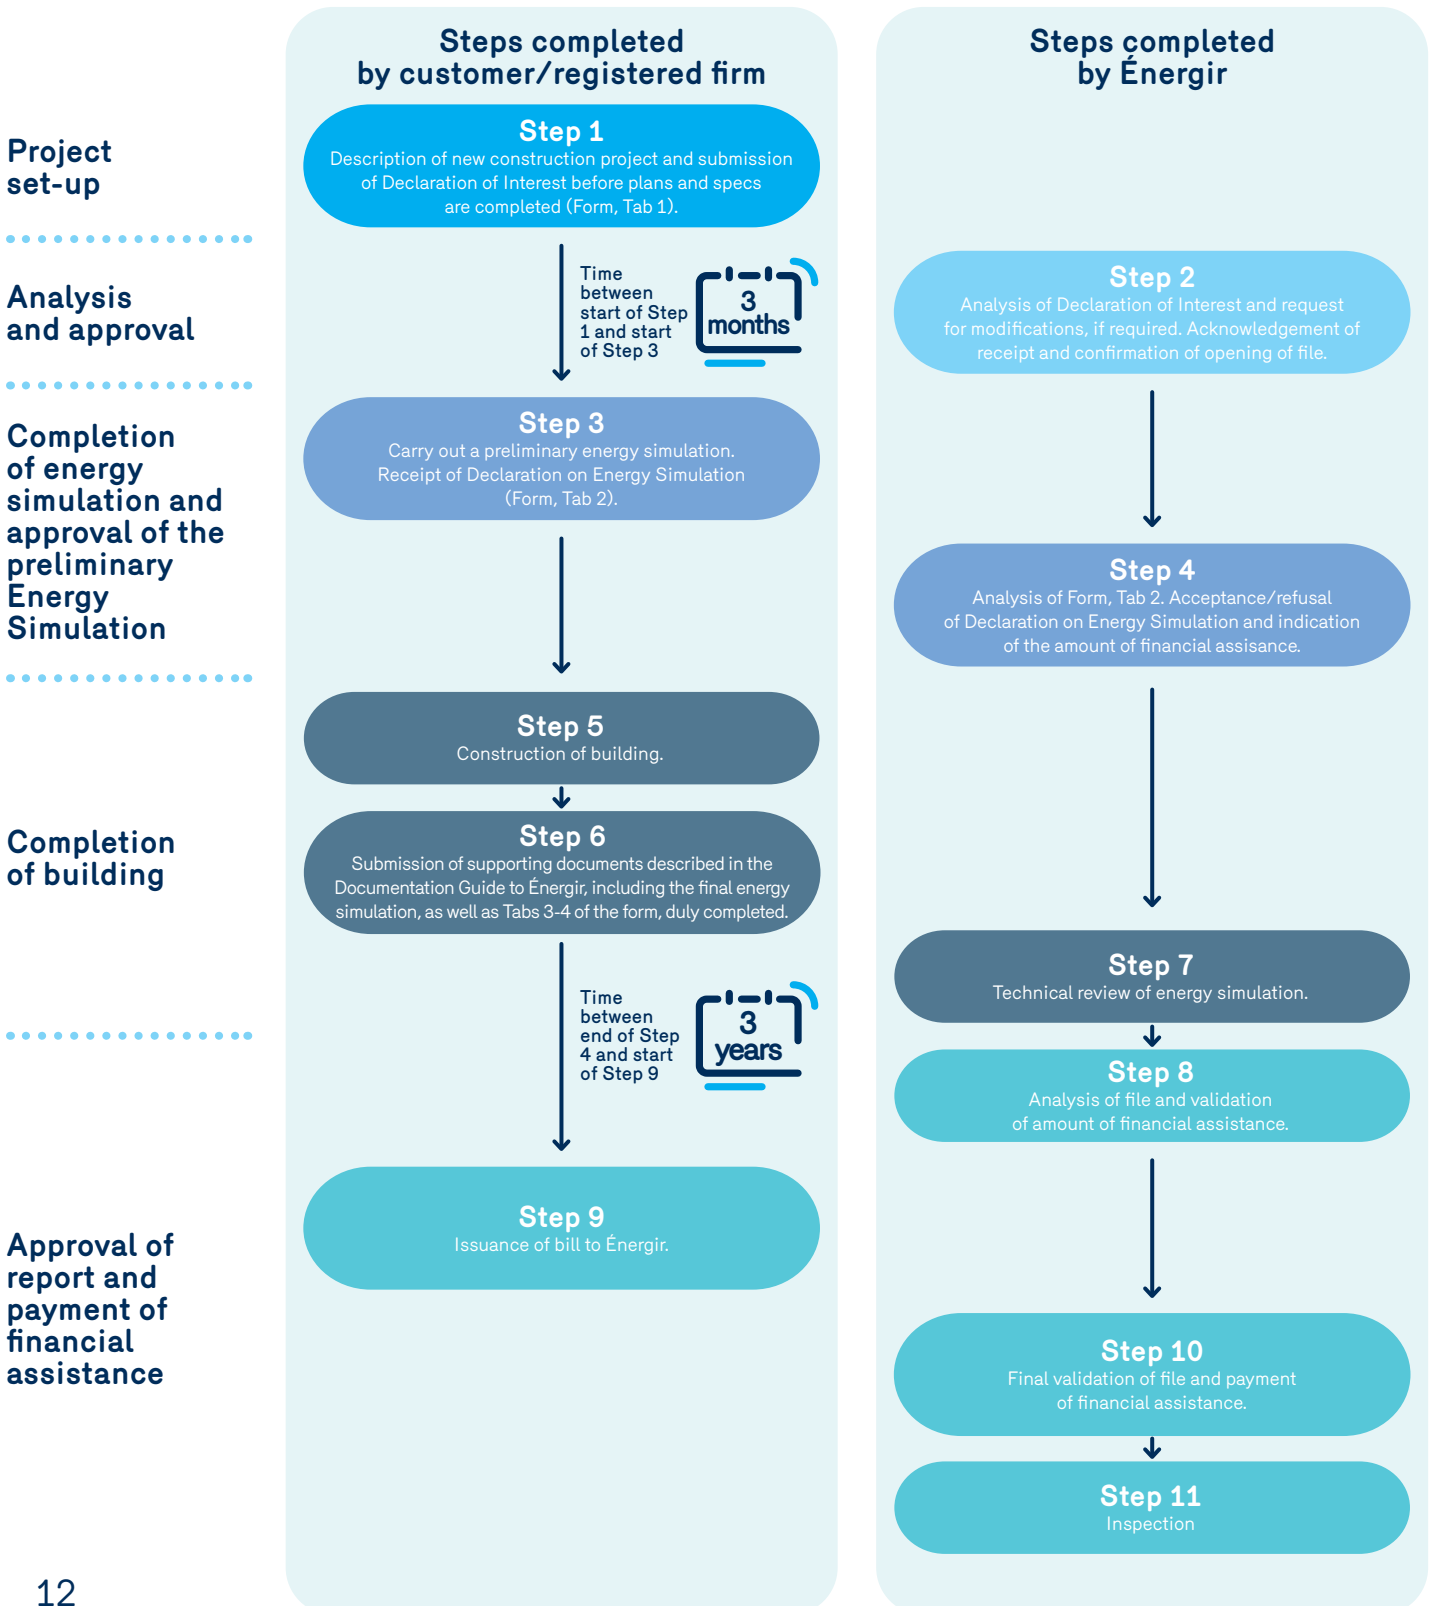 Steps completed
by customer/registered firm
Steps completed
by Énergir
Project
set-up
Step 1
Description of new construction project and submission
of Declaration of Interest before plans and specs
are completed (Form, Tab 1).
Analysis
and approval
Time
between
start of Step
1 and start
of Step 3
3
months
Step 2
Analysis of Declaration of Interest and request
for modifications, if required. Acknowledgement of
receipt and confirmation of opening of file.
Completion
of energy
simulation and
approval of the
preliminary
Energy
Simulation
Step 3
Carry out a preliminary energy simulation.
Receipt of Declaration on Energy Simulation
(Form, Tab 2).
Step 4
Analysis of Form, Tab 2. Acceptance/refusal
of Declaration on Energy Simulation and indication
of the amount of financial assisance.
Completion
of building
Step 5
Construction of building.
Step 6
Submission of supporting documents described in the
Documentation Guide to Énergir, including the final energy
simulation, as well as Tabs 3-4 of the form, duly completed.
Step 7
Technical review of energy simulation.
Time
between
end of Step
4 and start
of Step 9
3
years
Step 8
Analysis of file and validation
of amount of financial assistance.
Approval of
report and
payment of
financial
assistance
Step 9
Issuance of bill to Énergir.
Step 10
Final validation of file and payment
of financial assistance.
Step 11
Inspection
12